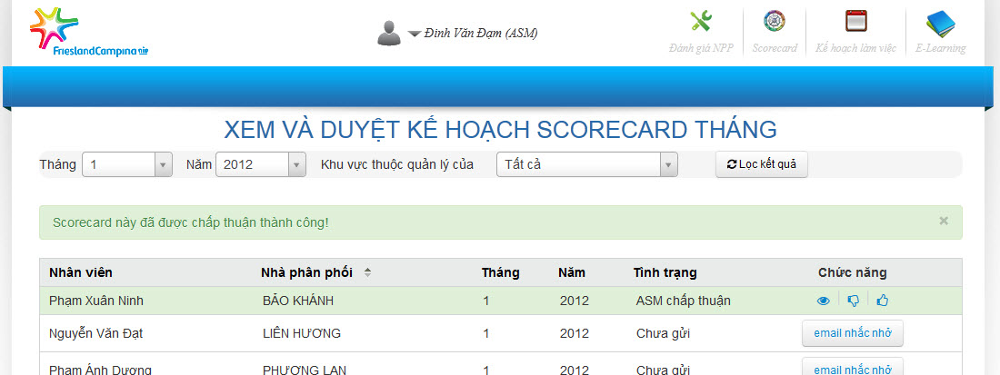 FrieslandCampina
Đinh Văn Đạm (ASM)
Đánh giá NPP Scorecard Kế hoạch làm việc E-Learning
XEM VÀ DUYỆT KẾ HOẠCH SCORECARD THÁNG
Tháng 1 Năm 2012 Khu vực thuộc quản lý của Tất cả Lọc kết quả
Scorecard này đã được chấp thuận thành công! ×
Nhân viên Nhà phân phối Tháng Năm Tình trạng Chức năng
Phạm Xuân Ninh BẢO KHÁNH 1 2012 ASM chấp thuận
Nguyễn Văn Đạt LIÊN HƯƠNG 1 2012 Chưa gửi email nhắc nhở
Phạm Ánh Dương PHƯƠNG LAN 1 2012 Chưa gửi email nhắc nhở